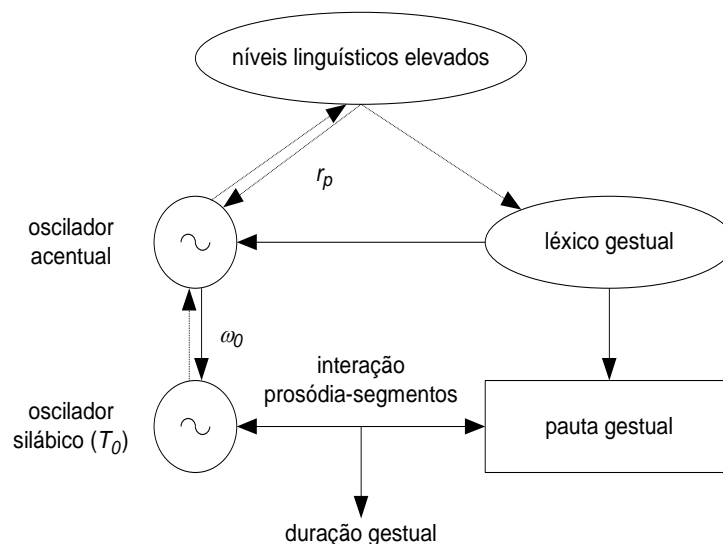 níveis linguísticos elevados
r_p
oscilador
acentual
léxico gestual
ω_0
interação
prosódia-segmentos
oscilador
silábico (T_0)
pauta gestual
duração gestual